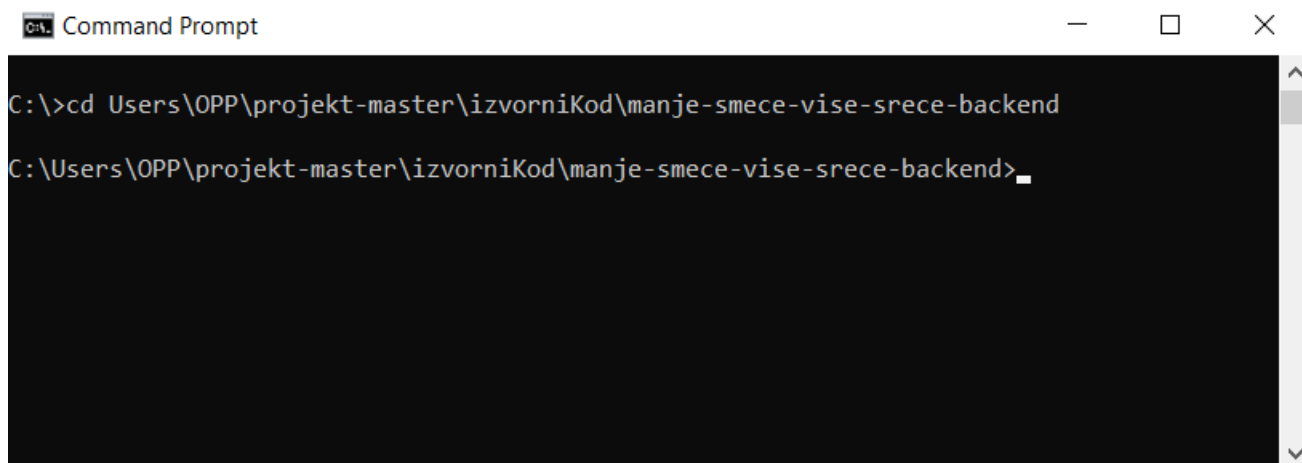 Command Prompt
C:\>cd Users\OPP\projekt-master\izvorniKod\manje-smece-vise-srece-backend
C:\Users\OPP\projekt-master\izvorniKod\manje-smece-vise-srece-backend>